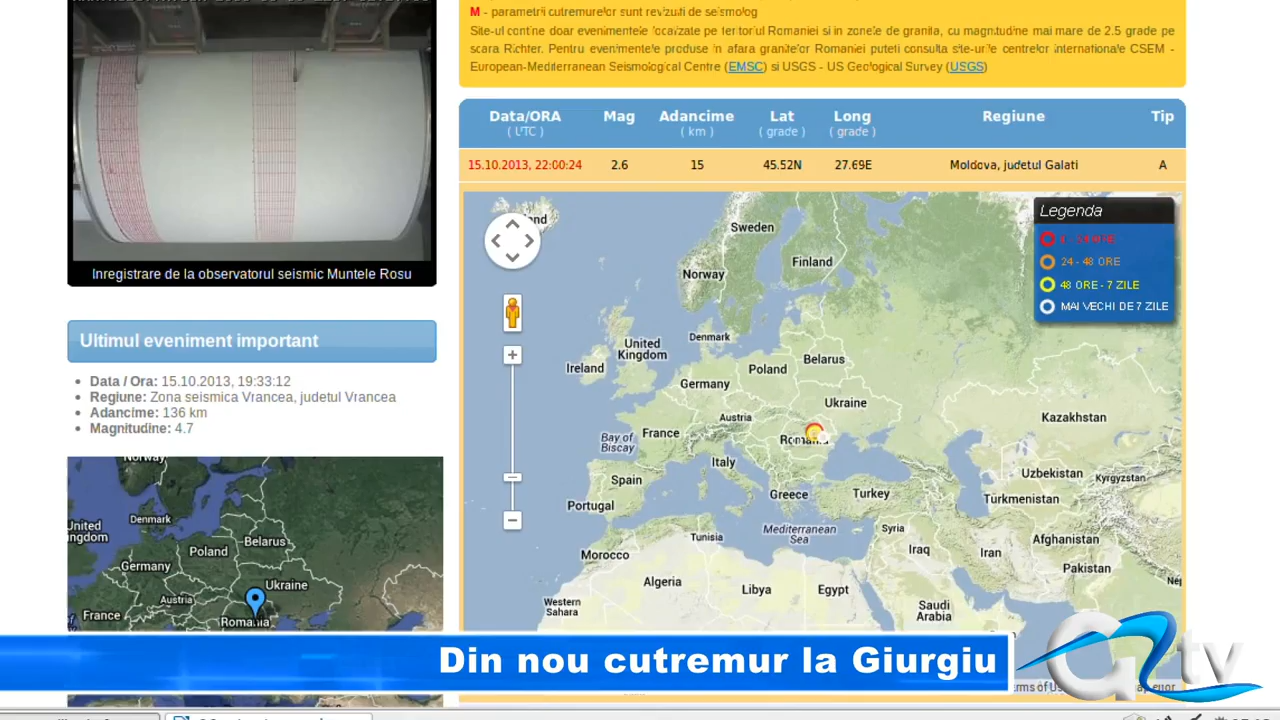 Inregistrare de la observatorul seismic Muntele Rosu
Ultimul eveniment important
Data / Ora: 15.10.2013, 19:33:12
Regiune: Zona seismica Vrancea, judetul Vrancea
Adancime: 136 km
Magnitudine: 4.7
Norway
United
Kingdom
Denmark
Poland
Belarus
Germany
Ukraine
Austria
France
Romania
M - parametrii cutremurelor sunt revizuiti de seismolog
Site-ul contine doar evenimentele localizate pe teritorul Romaniei si in zonele de granita, cu magnitudine mai mare de 2.5 grade pe
scara Richter. Pentru evenimentele produse in afara granitelor Romaniei puteti consulta site-urile centrelor internationale CSEM -
European-Mediterranean Seismological Centre (EMSC) si USGS - US Geological Survey (USGS)
Data/ORA Mag Adancime Lat Long Regiune Tip
( UTC ) ( km ) ( grade ) ( grade )
15.10.2013, 22:00:24 2.6 15 45.52N 27.69E Moldova, judetul Galati A
Legenda
24 - 48 ORE
48 ORE - 7 ZILE
MAI VECHI DE 7 ZILE
Sweden
Finland
Norway
Denmark
United
Kingdom
Ireland
Belarus
Poland
Germany
Ukraine
Austria
Kazakhstan
France
Bay of
Biscay
Romania
Italy
Uzbekistan
Kyrgyzstan
Spain
Greece
Turkey
Türkmenistan
Portugal
Mediterranean
Sea
Syria
Tunisia
Afghanistan
Morocco
Iraq
Iran
Pakistan
Algeria
Libya
Egypt
Western
Sahara
Saudi
Arabia
Din nou cutremur la Giurgiu
tv